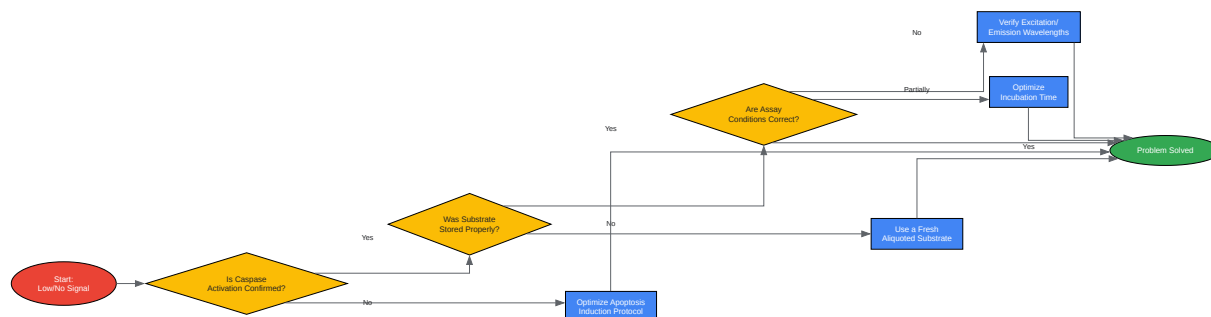 Start:
Low/No Signal
Is Caspase
Activation Confirmed?
Yes
No
Was Substrate
Stored Properly?
Yes
No
Optimize Apoptosis
Induction Protocol
Are Assay
Conditions Correct?
No
Partially
Yes
Use a Fresh
Aliquoted Substrate
Verify Excitation/
Emission Wavelengths
Optimize
Incubation Time
Problem Solved